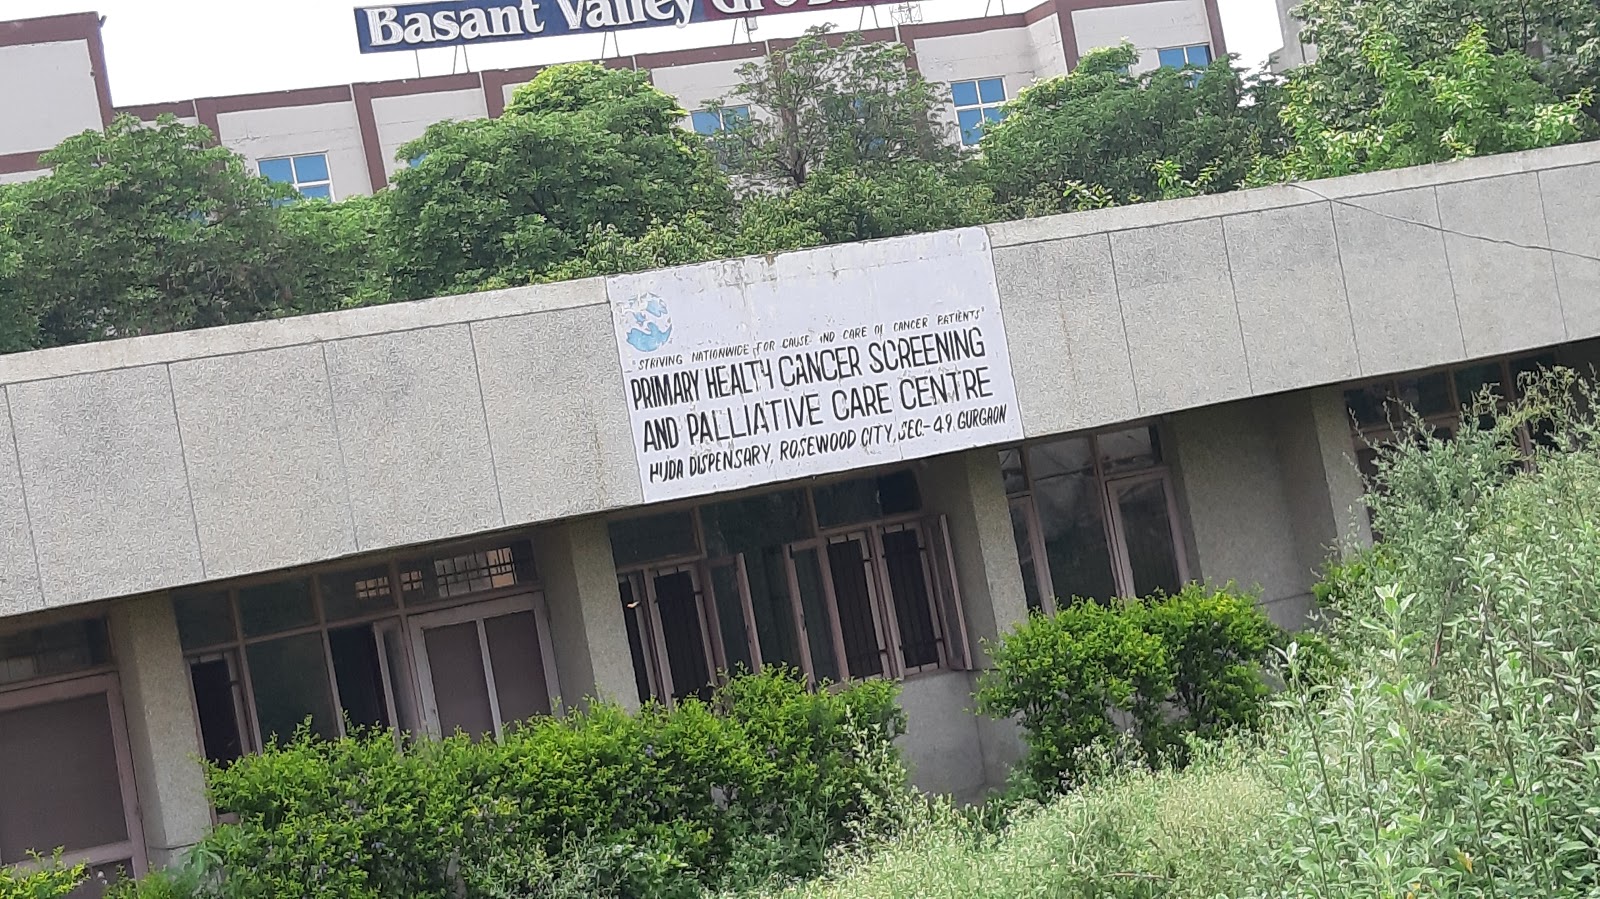 Basant Valley
"STRIVING NATIONWIDE FOR CAUSE AND CARE OF CANCER PATIENTS"
PRIMARY HEALTH CANCER SCREENING
AND PALLIATIVE CARE CENTRE
HUDA DISPENSARY, ROSEWOOD CITY, SEC-49. GURGAON